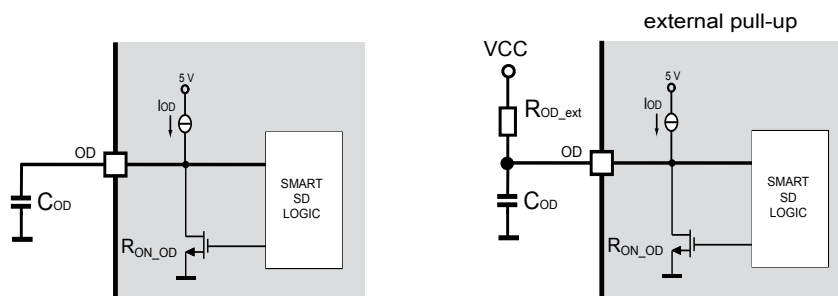 5 V
IOD
OD
COD
RON_OD
SMART
SD
LOGIC
external pull-up
VCC
ROD_ext
OD
COD
5 V
IOD
RON_OD
SMART
SD
LOGIC